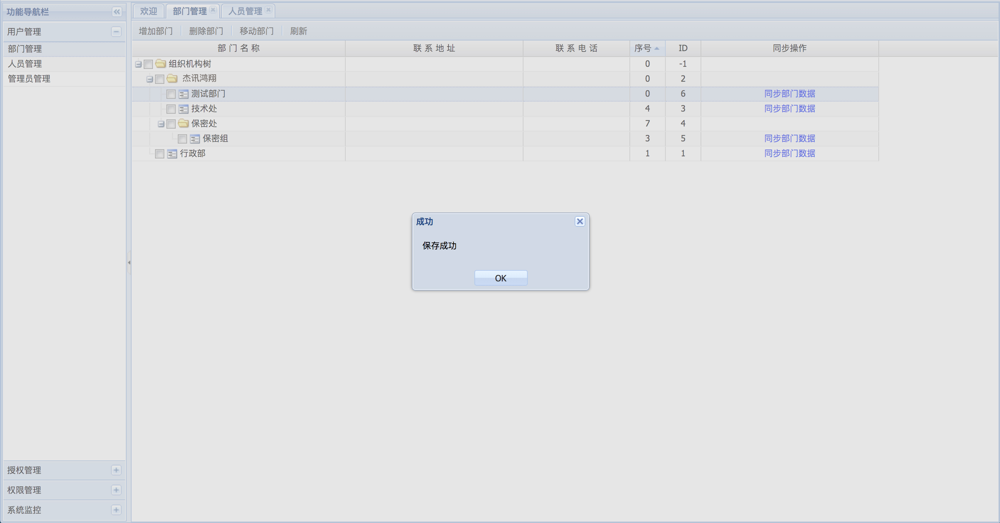 功能导航栏
用户管理
部门管理
人员管理
管理员管理
授权管理
权限管理
系统监控
欢迎 部门管理 人员管理
增加部门 删除部门 移动部门 刷新
部门名称 联系地址 联系电话 序号 ID 同步操作
组织机构树 0 -1
杰讯鸿翔 0 2
测试部门 0 6 同步部门数据
技术处 4 3 同步部门数据
保密处 7 4
保密组 3 5 同步部门数据
行政部 1 1 同步部门数据
成功
保存成功
OK